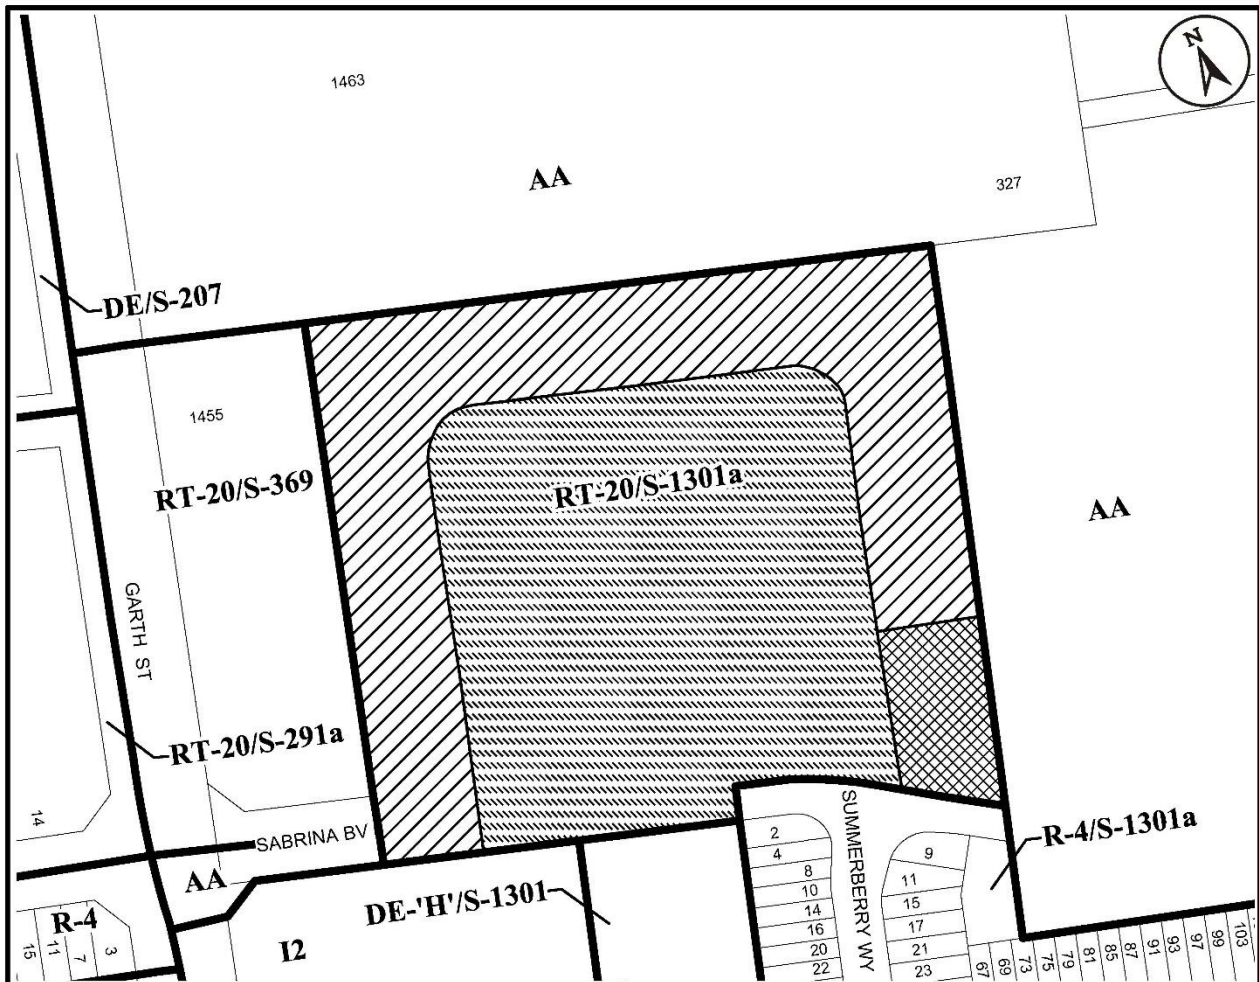 N
1463
AA
327
DE/S-207
1455
RT-20/S-369
RT-20/S-1301a
AA
GARTH ST
RT-20/S-291a
14
SABRINA BV
AA
R-4
15
11
7
3
I2
DE-'H'/S-1301
SUMMERBERRY WY
R-4/S-1301a
2
4
8
10
14
16
20
22
9
11
15
17
21
23
67
69
73
75
79
81
85
87
91
93
97
99
103